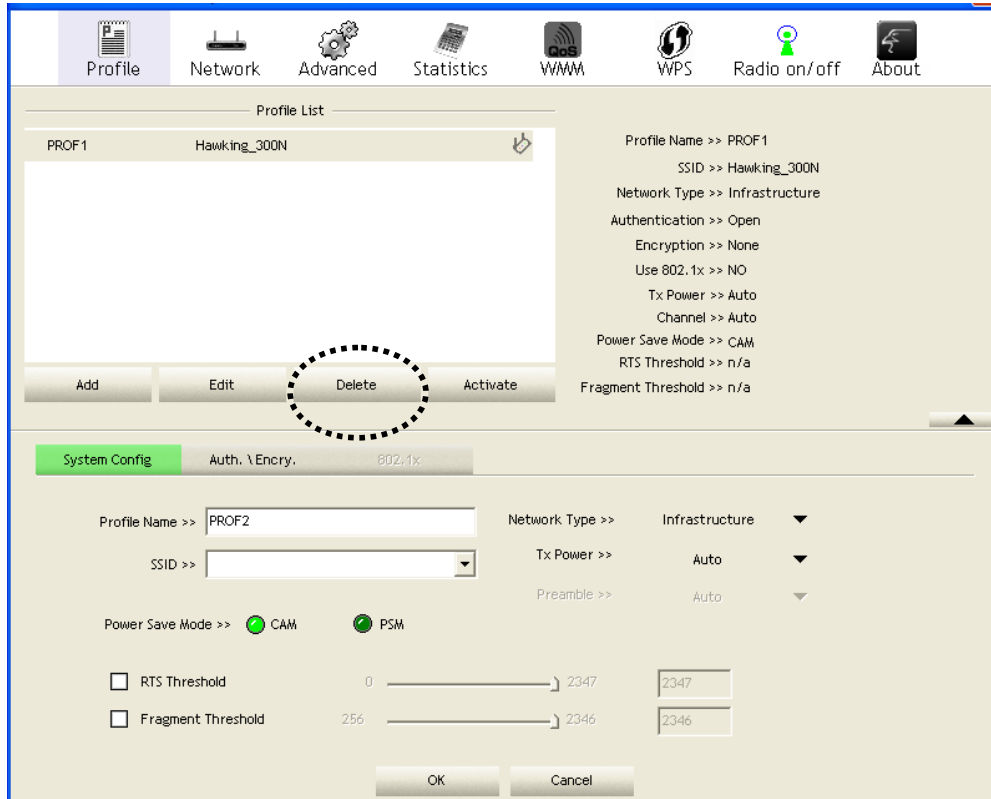 Profile Network Advanced Statistics QoS WMM WPS Radio on/off About
Profile List
PROF1 Hawking_300N
Add Edit Delete Activate
Profile Name >> PROF1
SSID >> Hawking_300N
Network Type >> Infrastructure
Authentication >> Open
Encryption >> None
Use 802.1x >> NO
Tx Power >> Auto
Channel >> Auto
Power Save Mode >> CAM
RTS Threshold >> n/a
Fragment Threshold >> n/a
System Config Auth. \ Encry. 802.1x
Profile Name >> PROF2 Network Type >> Infrastructure
SSID >> Tx Power >> Auto
Preamble >> Auto
Power Save Mode >> CAM PSM
RTS Threshold 0 2347 2347
Fragment Threshold 256 2346 2346
OK Cancel